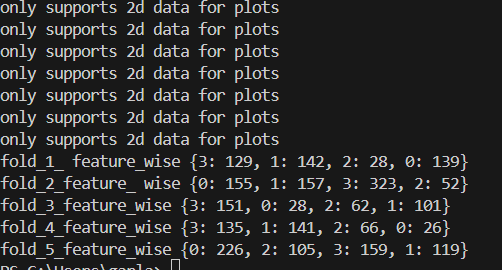 only supports 2d data for plots
only supports 2d data for plots
only supports 2d data for plots
only supports 2d data for plots
only supports 2d data for plots
only supports 2d data for plots
only supports 2d data for plots
fold_1_ feature_wise {3: 129, 1: 142, 2: 28, 0: 139}
fold_2_feature_ wise {0: 155, 1: 157, 3: 323, 2: 52}
fold_3_feature_wise {3: 151, 0: 28, 2: 62, 1: 101}
fold_4_feature_wise {3: 135, 1: 141, 2: 66, 0: 26}
fold_5_feature_wise {0: 226, 2: 105, 3: 159, 1: 119}